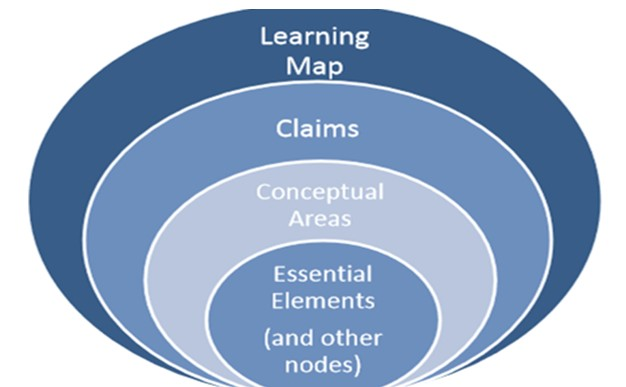 Learning
Map
Claims
Conceptual
Areas
Essential
Elements
(and other
nodes)